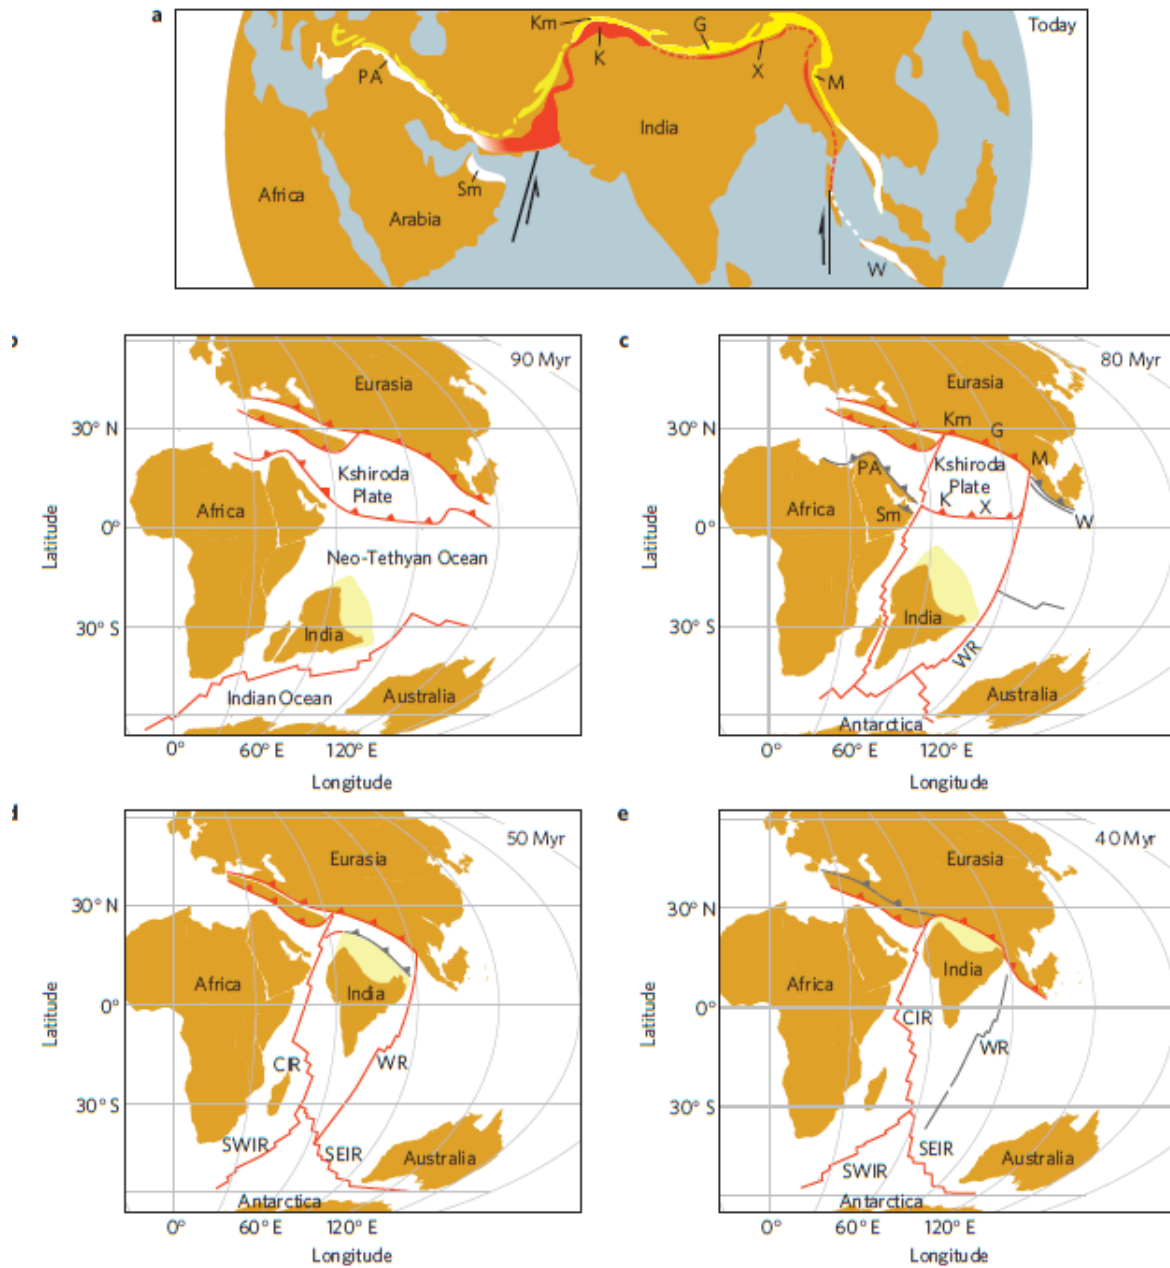 a
Today
Km
G
K
X
PA
M
India
Sm
Africa
Arabia
W
90 Myr
Eurasia
30° N
Kshiroda
Plate
Africa
0°
Neo-Tethyan Ocean
India
30° S
Indian Ocean
Australia
0°
60° E
120° E
Latitude
Longitude
c
80 Myr
Eurasia
30° N
Km
G
PA
Kshiroda
Plate
M
K
X
Africa
Sm
W
0°
India
30° S
WR
Australia
Antarctica
0°
60° E
120° E
Latitude
Longitude
d
50 Myr
Eurasia
30° N
Africa
India
0°
CIR
WR
30° S
SWIR
SEIR
Australia
Antarctica
0°
60° E
120° E
Latitude
Longitude
e
40 Myr
Eurasia
30° N
India
Africa
0°
CIR
WR
30° S
SEIR
SWIR
Australia
Antarctica
0°
60° E
120° E
Latitude
Longitude